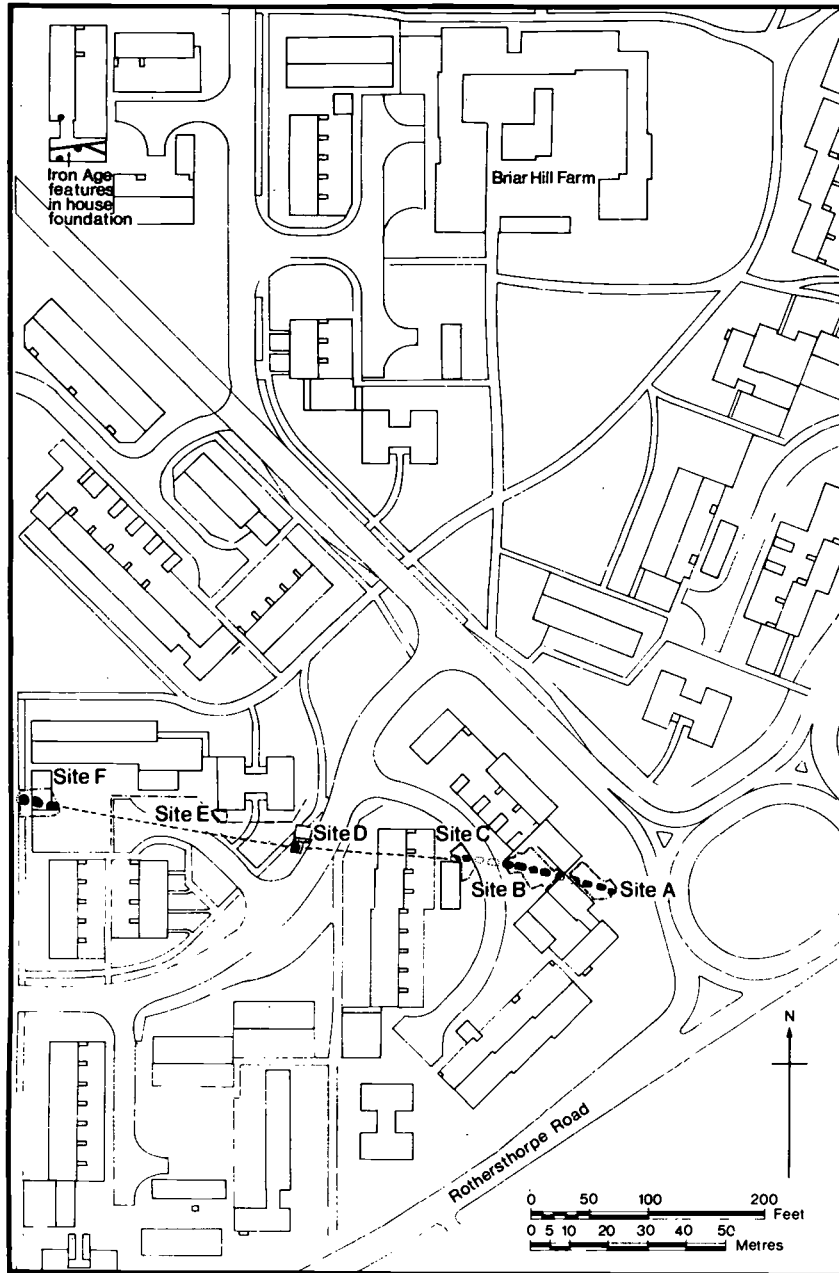 Iron Age
features
in house
foundation
Briar Hill Farm
Site F
Site E
Site D
Site C
Site B
Site A
N
Rothersthorpe Road
0 50 100 200
Feet
0 5 10 20 30 40 50
Metres